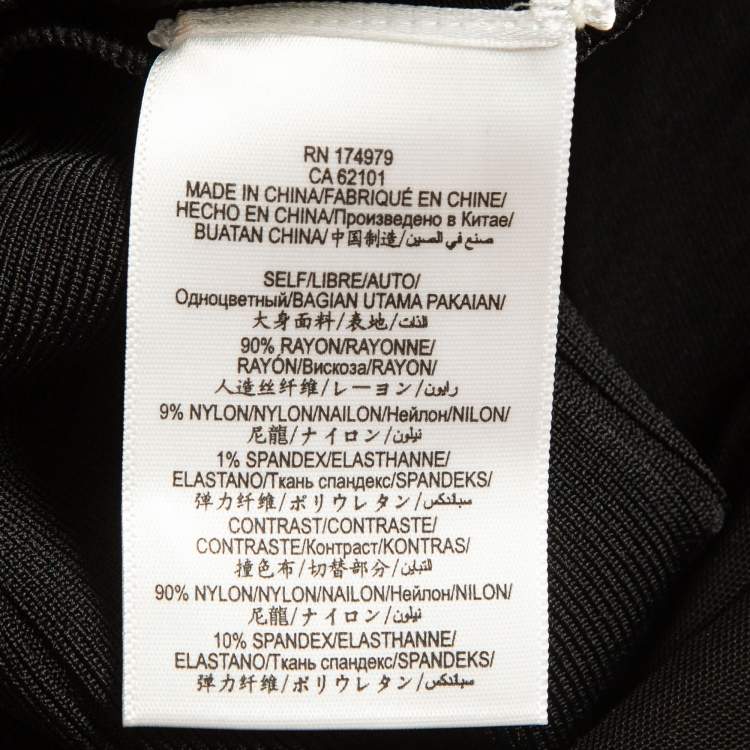 RN 174979
CA 62101
MADE IN CHINA/FABRIQUÉ EN CHINE/
HECHO EN CHINA/Произведено в Китае/
BUATAN CHINA/中国制造/صنع في الصين
SELF/LIBRE/AUTO/
Одноцветный/BAGIAN UTAMA PAKAIAN/
大身面料/表地/الذات
90% RAYON/RAYONNE/
RAYÓN/Вискоза/RAYON/
人造丝纤维/レーヨン/رايون
9% NYLON/NYLON/NAILON/Нейлон/NILON/
尼龍/ナイロン/نيلون
1% SPANDEX/ELASTHANNE/
ELASTANO/Ткань спандекс/SPANDEKS/
弹力纤维/ポリウレタン/سباندكس
CONTRAST/CONTRASTE/
CONTRASTE/Контраст/KONTRAS/
撞色布/切替部分/التباين
90% NYLON/NYLON/NAILON/Нейлон/NILON/
尼龍/ナイロン/نيلون
10% SPANDEX/ELASTHANNE/
ELASTANO/Ткань спандекс/SPANDEKS/
弹力纤维/ポリウレタン/سباندكس